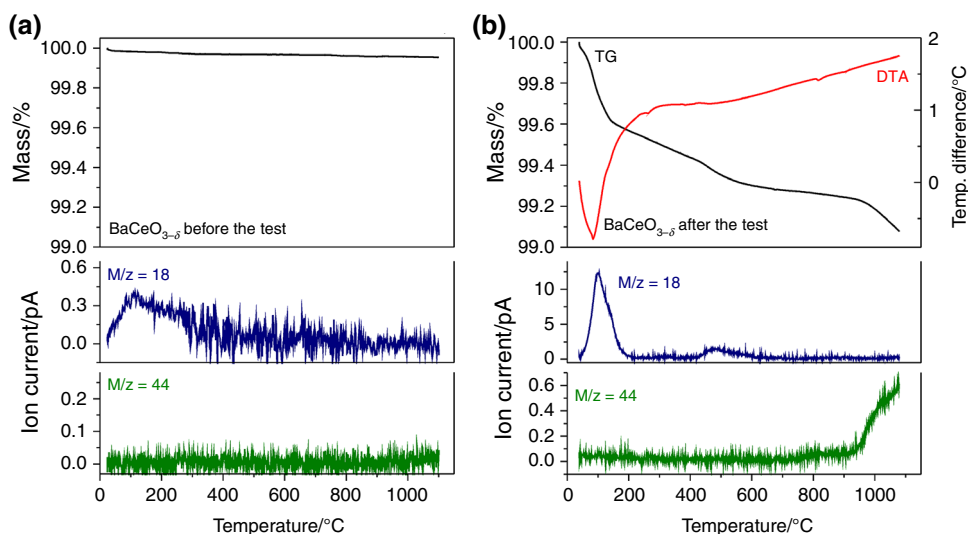 (a)
100.0
99.8
99.6
99.4
99.2
99.0
Mass/%
BaCeO3–δ before the test
0.6
0.3
0.0
M/z = 18
0.2
0.1
0.0
M/z = 44
Ion current/pA
0 200 400 600 800 1000
Temperature/°C
(b)
100.0
99.8
99.6
99.4
99.2
99.0
Mass/%
TG
DTA
BaCeO3–δ after the test
2
1
0
Temp. difference/°C
10
5
0
M/z = 18
0.6
0.4
0.2
0.0
M/z = 44
Ion current/pA
0 200 400 600 800 1000
Temperature/°C